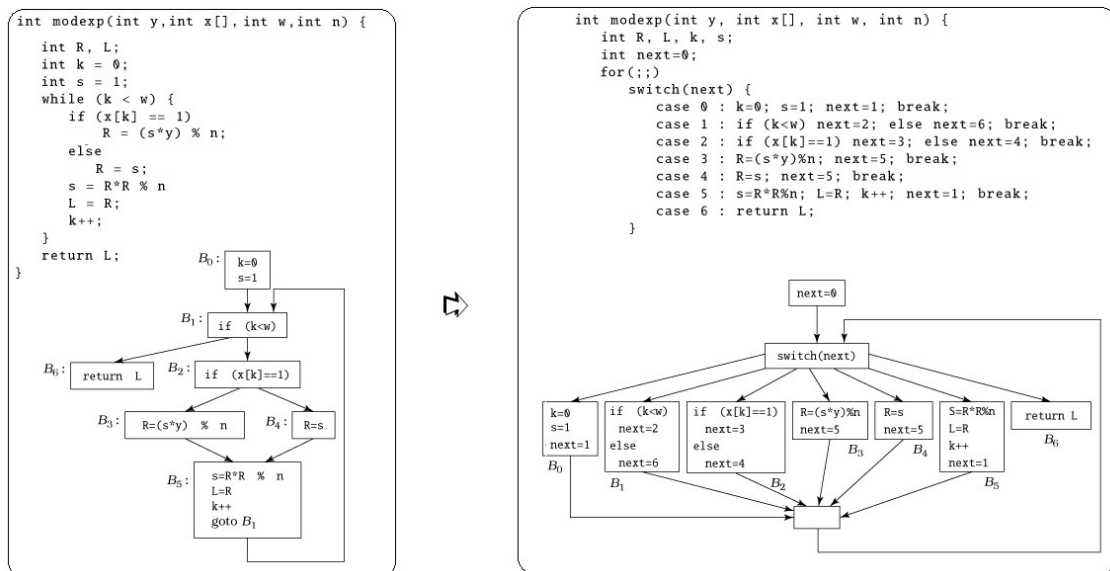 int modexp(int y,int x[], int w,int n) {
int R, L;
int k = 0;
int s = 1;
while (k < w) {
if (x[k] == 1)
R = (s*y) % n;
else
R = s;
s = R*R % n
L = R;
k++;
}
return L;
}
B0:
k=0
s=1
B1:
if (k<w)
B6:
return L
B2:
if (x[k]==1)
B3:
R=(s*y) % n
B4:
R=s
B5:
s=R*R % n
L=R
k++
goto B1
int modexp(int y, int x[], int w, int n) {
int R, L, k, s;
int next=0;
for(;;)
switch(next) {
case 0 : k=0; s=1; next=1; break;
case 1 : if (k<w) next=2; else next=6; break;
case 2 : if (x[k]==1) next=3; else next=4; break;
case 3 : R=(s*y)%n; next=5; break;
case 4 : R=s; next=5; break;
case 5 : s=R*R%n; L=R; k++; next=1; break;
case 6 : return L;
}
next=0
switch(next)
k=0
s=1
next=1
B0
if (k<w)
next=2
else
next=6
B1
if (x[k]==1)
next=3
else
next=4
B2
R=(s*y)%n
next=5
B3
R=s
next=5
B4
S=R*R%n
L=R
k++
next=1
B5
return L
B6